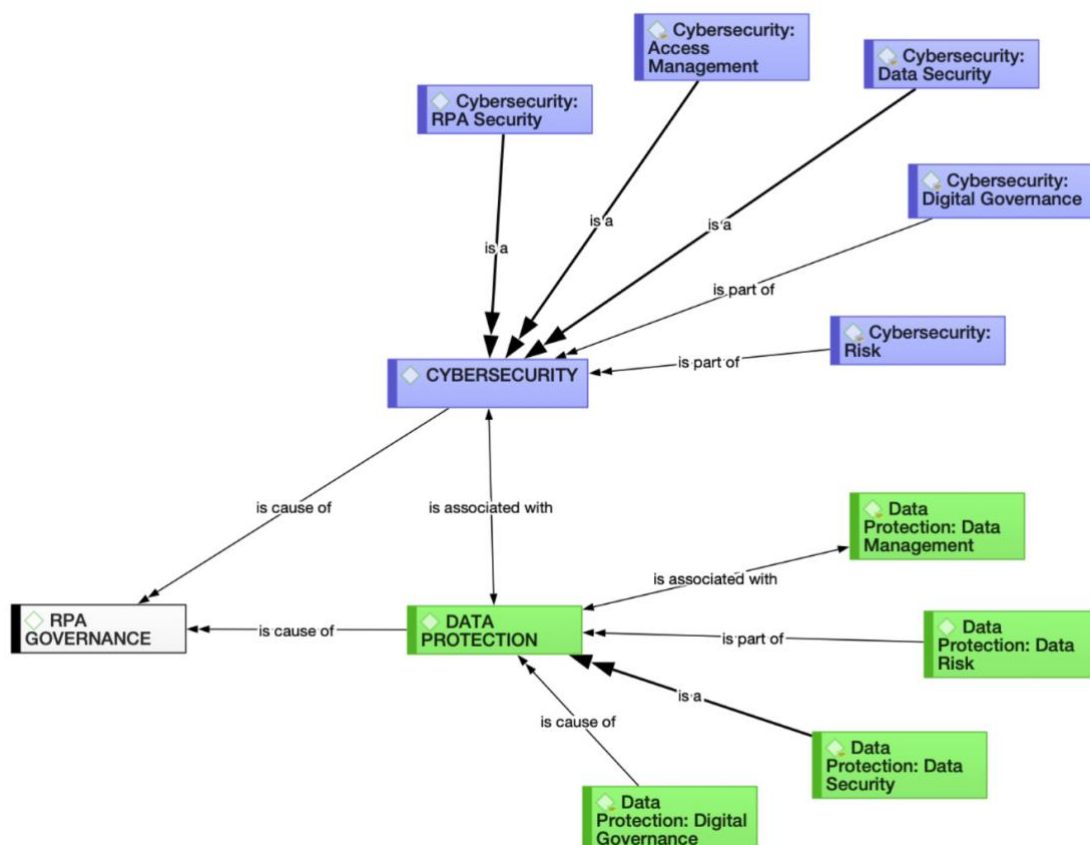 Cybersecurity:
Access
Management
Cybersecurity:
Data Security
Cybersecurity:
RPA Security
Cybersecurity:
Digital Governance
is a
is a
is a
is part of
Cybersecurity:
Risk
is part of
CYBERSECURITY
is cause of
is associated with
Data
Protection: Data
Management
is associated with
RPA
GOVERNANCE
is cause of
DATA
PROTECTION
is part of
Data
Protection: Data
Risk
is a
is cause of
Data
Protection: Data
Security
Data
Protection: Digital
Governance